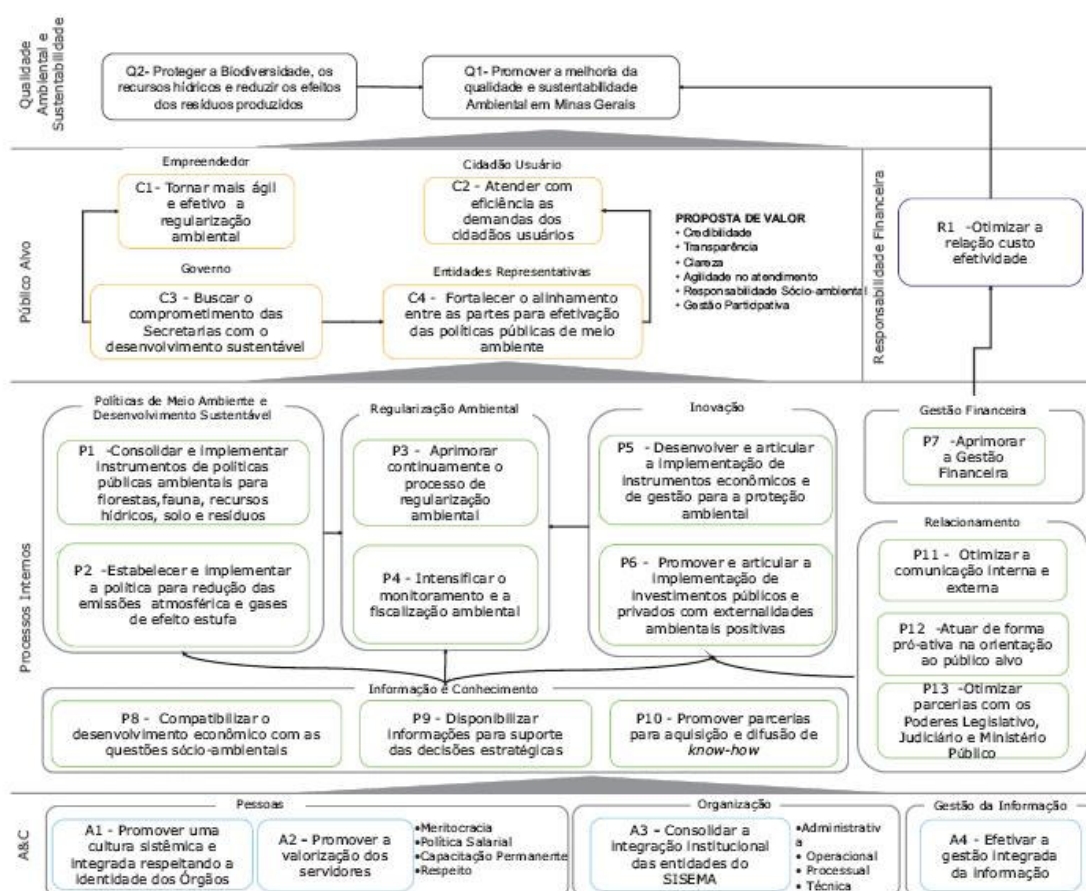 Qualidade
Ambiental e
Sustentabilidade
Q2- Proteger a Biodiversidade, os
recursos hídricos e reduzir os efeitos
dos resíduos produzidos
Q1- Promover a melhoria da
qualidade e sustentabilidade
Ambiental em Minas Gerais
Público Alvo
Empreendedor
C1- Tornar mais ágil
e efetivo a
regularização
ambiental
Cidadão Usuário
C2 - Atender com
eficiência as
demandas dos
cidadãos usuários
Governo
C3 - Buscar o
comprometimento das
Secretarias com o
desenvolvimento sustentável
Entidades Representativas
C4 - Fortalecer o alinhamento
entre as partes para efetivação
das políticas públicas de meio
ambiente
PROPOSTA DE VALOR
• Credibilidade
• Transparência
• Clareza
• Agilidade no atendimento
• Responsabilidade Sócio-ambiental
• Gestão Participativa
Responsabilidade Financeira
R1 -Otimizar a
relação custo
efetividade
Processos Internos
Políticas de Meio Ambiente e
Desenvolvimento Sustentável
P1 -Consolidar e implementar
instrumentos de políticas
públicas ambientais para
florestas,fauna, recursos
hídricos, solo e resíduos
P2 -Estabelecer e implementar
a política para redução das
emissões atmosférica e gases
de efeito estufa
Regularização Ambiental
P3 - Aprimorar
continuamente o
processo de
regularização
ambiental
P4 - Intensificar o
monitoramento e a
fiscalização ambiental
Inovação
P5 - Desenvolver e articular
a implementação de
instrumentos econômicos e
de gestão para a proteção
ambiental
P6 - Promover e articular a
implementação de
investimentos públicos e
privados com externalidades
ambientais positivas
Gestão Financeira
P7 -Aprimorar
a Gestão
Financeira
Relacionamento
P11 - Otimizar a
comunicação interna e
externa
P12 -Atuar de forma
pró-ativa na orientação
ao público alvo
P13 -Otimizar
parcerias com os
Poderes Legislativo,
Judiciário e Ministério
Público
Informação e Conhecimento
P8 - Compatibilizar o
desenvolvimento econômico com as
questões sócio-ambientais
P9 - Disponibilizar
informações para suporte
das decisões estratégicas
P10 - Promover parcerias
para aquisição e difusão de
know-how
A&C
Pessoas
A1 - Promover uma
cultura sistêmica e
integrada respeitando a
identidade dos Órgãos
A2 - Promover a
valorização dos
servidores
•Meritocracia
•Política Salarial
•Capacitação Permanente
•Respeito
Organização
A3 - Consolidar a
integração Institucional
das entidades do
SISEMA
•Administrativ
a
• Operacional
• Processual
• Técnica
Gestão da Informação
A4 - Efetivar a
gestão integrada
da informação